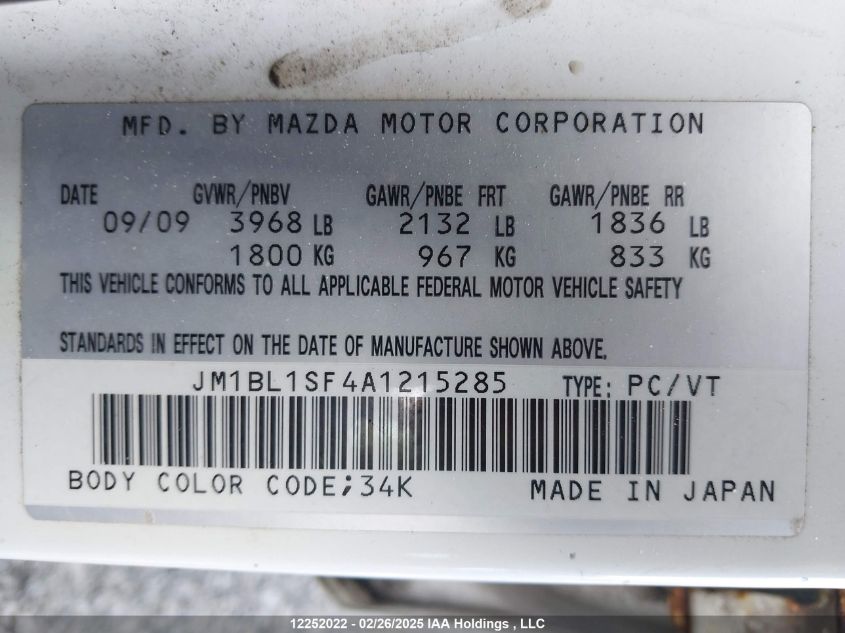 MFD. BY MAZDA MOTOR CORPORATION
DATE GVWR/PNBV GAWR/PNBE FRT GAWR/PNBE RR
09/09 3968 LB 2132 LB 1836 LB
1800 KG 967 KG 833 KG
THIS VEHICLE CONFORMS TO ALL APPLICABLE FEDERAL MOTOR VEHICLE SAFETY
STANDARDS IN EFFECT ON THE DATE OF MANUFACTURE SHOWN ABOVE.
JM1BL1SF4A1215285 TYPE: PC/VT
BODY COLOR CODE;34K MADE IN JAPAN
12252022 - 02/26/2025 IAA Holdings , LLC